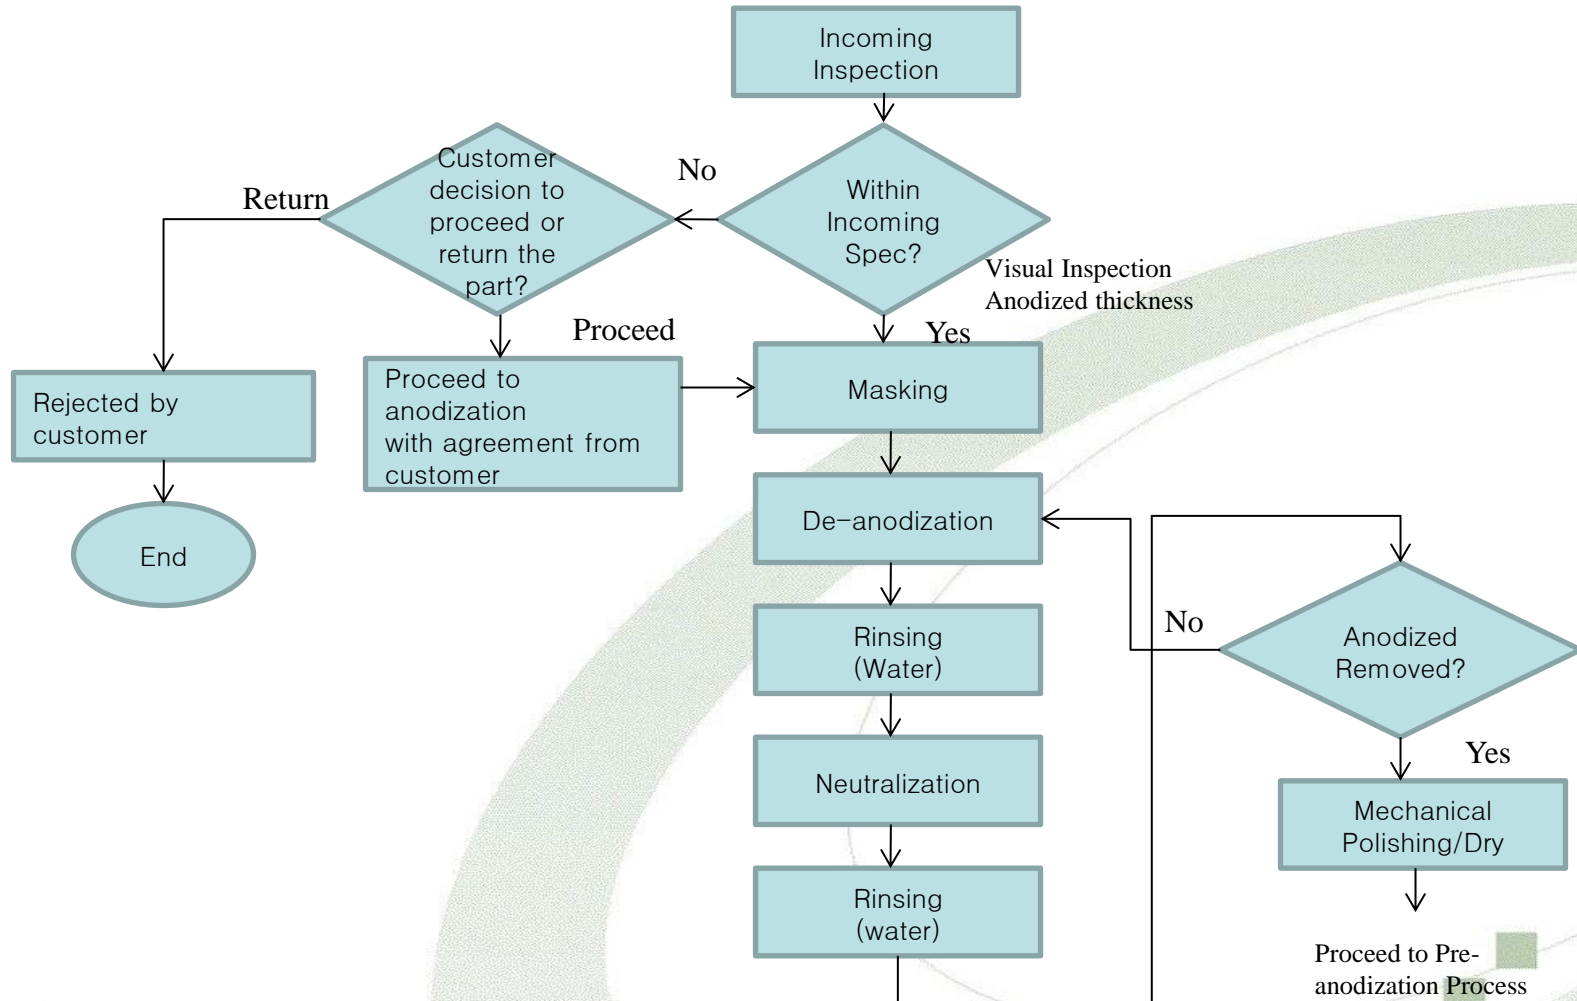 Incoming
Inspection
Customer
decision to
proceed or
return the
part?
No
Within
Incoming
Spec?
Return
Visual Inspection
Anodized thickness
Proceed
Yes
Rejected by
customer
Proceed to
anodization
with agreement from
customer
Masking
End
De-anodization
No
Anodized
Removed?
Rinsing
(Water)
Yes
Neutralization
Mechanical
Polishing/Dry
Rinsing
(water)
Proceed to Pre-
anodization Process